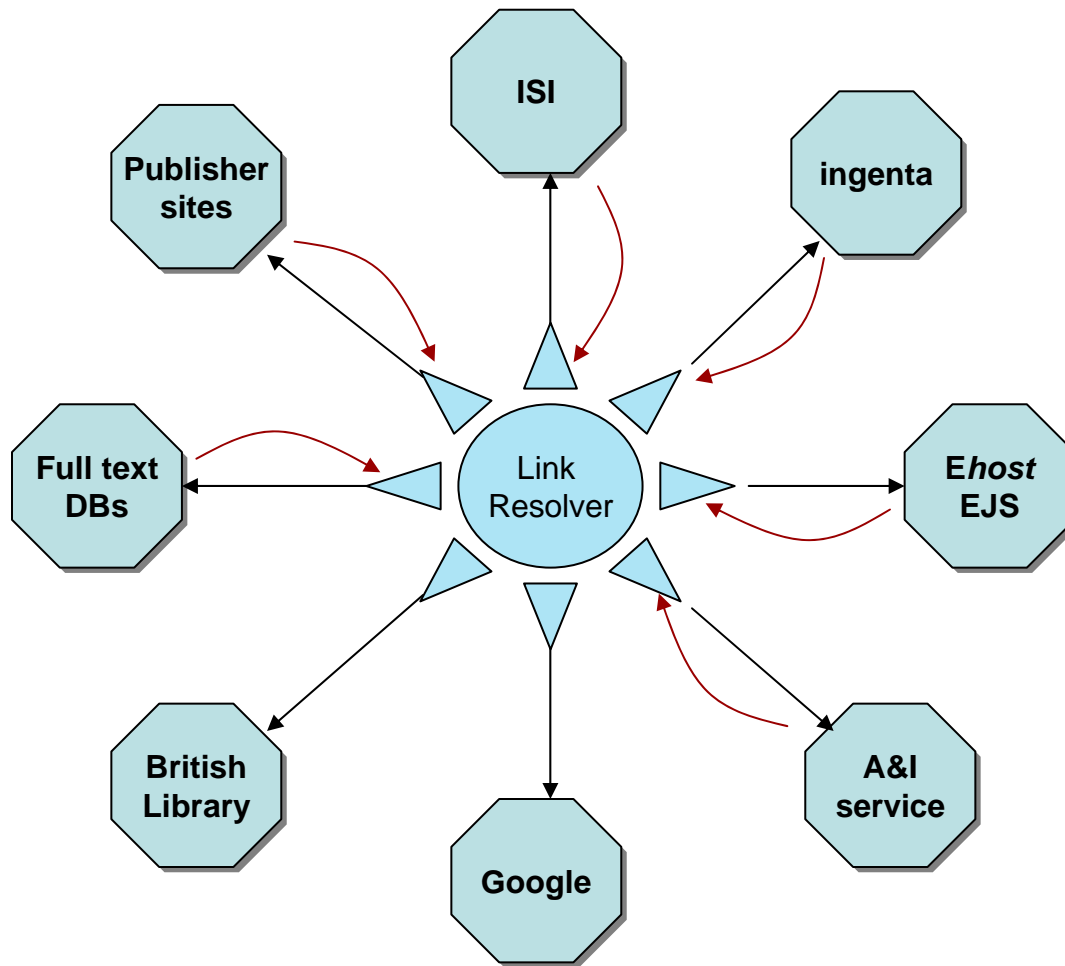 ISI
Publisher
sites
ingenta
Full text
DBs
Link
Resolver
Ehost
EJS
British
Library
A&I
service
Google